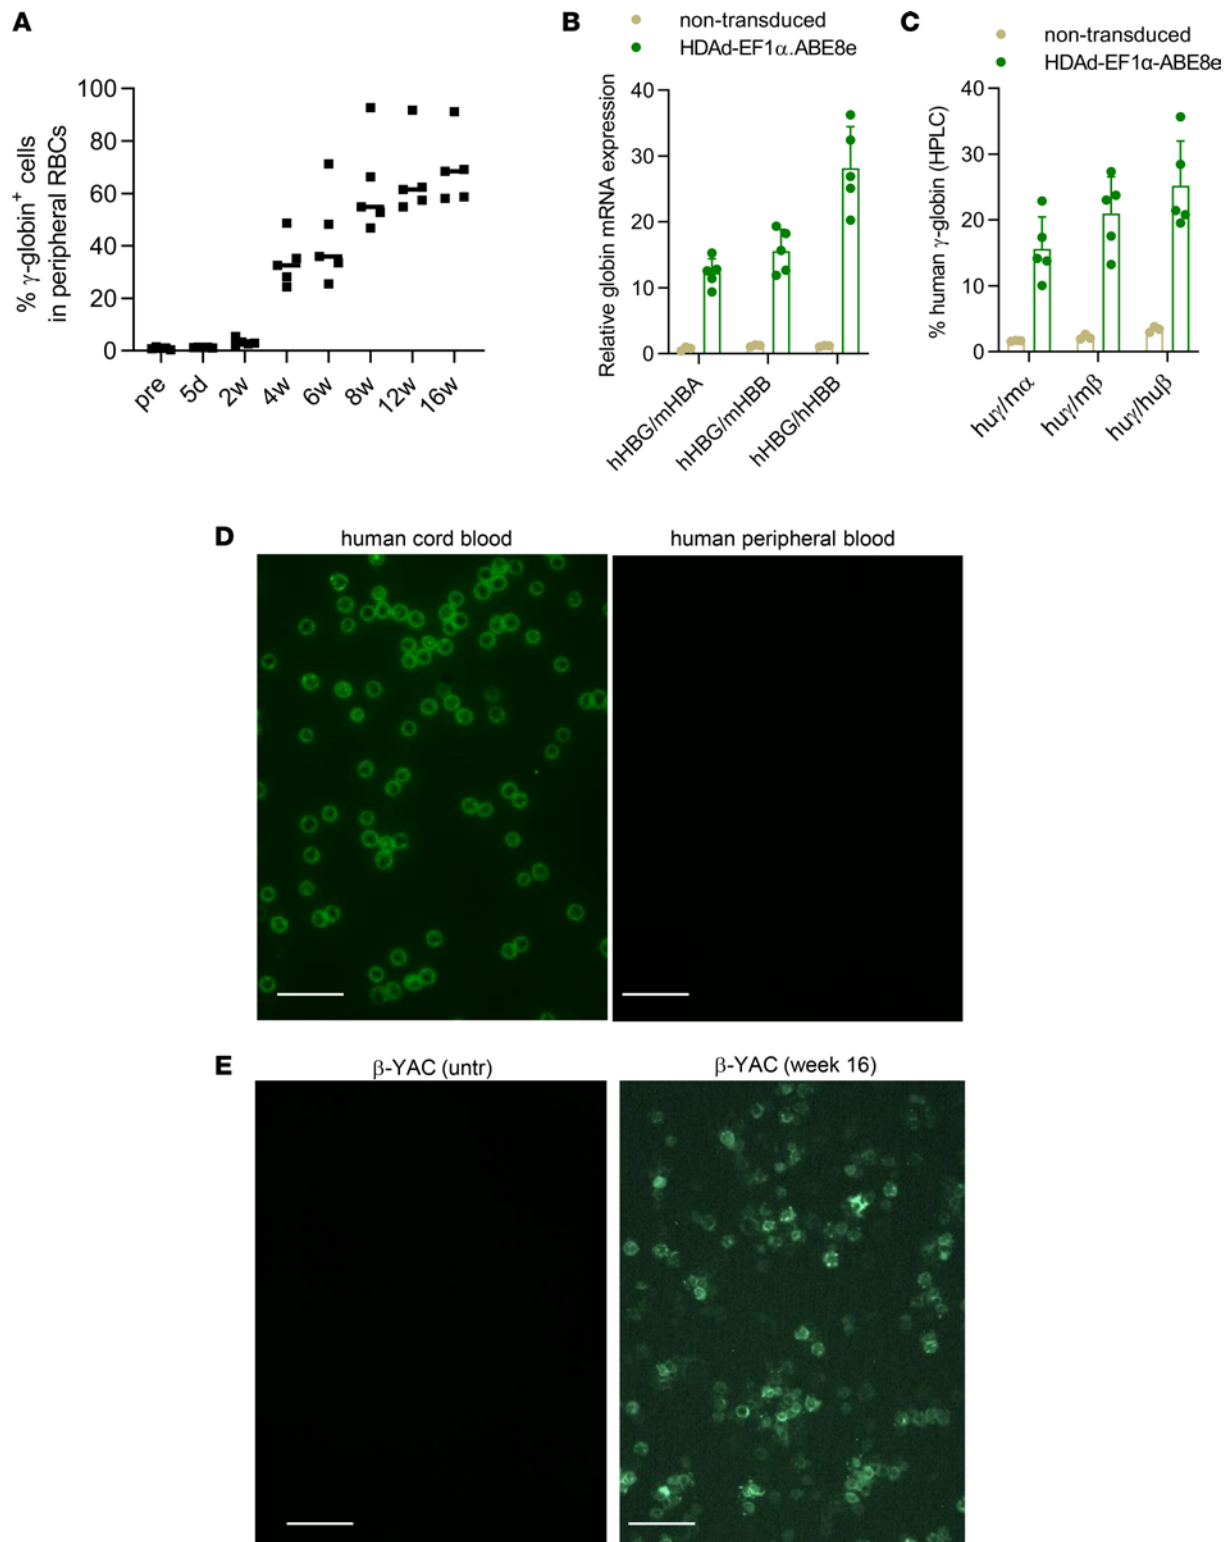 A
% γ-globin⁺ cells
in peripheral RBCs
100
80
60
40
20
0
pre
5d
2w
4w
6w
8w
12w
16w
B
non-transduced
HDAd-EF1α.ABE8e
Relative globin mRNA expression
40
30
20
10
0
hHBG/mHBA
hHBG/mHBB
hHBG/hHBB
C
non-transduced
HDAd-EF1α-ABE8e
% human γ-globin (HPLC)
40
30
20
10
0
huγ/mα
huγ/mβ
huγ/huβ
D
human cord blood
human peripheral blood
E
β-YAC (untr)
β-YAC (week 16)